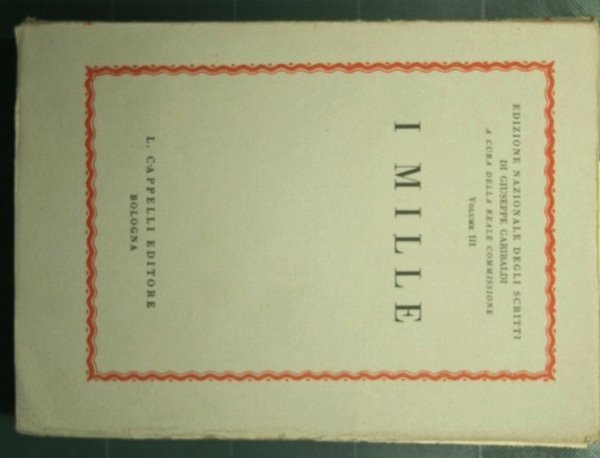 EDIZIONE NAZIONALE DEGLI SCRITTI
DI GIUSEPPE GARIBALDI
A CURA DELLA REALE COMMISSIONE
VOLUME III
I MILLE
L. CAPPELLI EDITORE
BOLOGNA